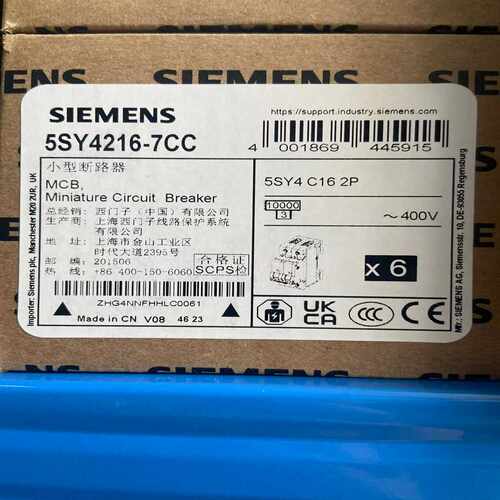 SIEMENS
SIEMENS
https://support.industry.siemens.com
5SY4216-7CC
4 001869 445915
小型断路器
MCB,
Miniature Circuit Breaker
5SY4 C16 2P
10000
3
~400V
总经销: 西门子（中国）有限公司
生产商: 上海西门子线路保护系统
有限公司
地 址: 上海市金山工业区
时代大道2395号
邮 编: 201506
热 线: +86 400-150-6060
合格证
SCPS检
x 6
ZHG4NNFHHLC0061
Made in CN V08 46 23
UK
CA
CCC
Importer: Siemens plc, Manchester M20 2UR, UK
Mfr.: SIEMENS AG, Siemensstr. 10, DE-93055 Regensburg